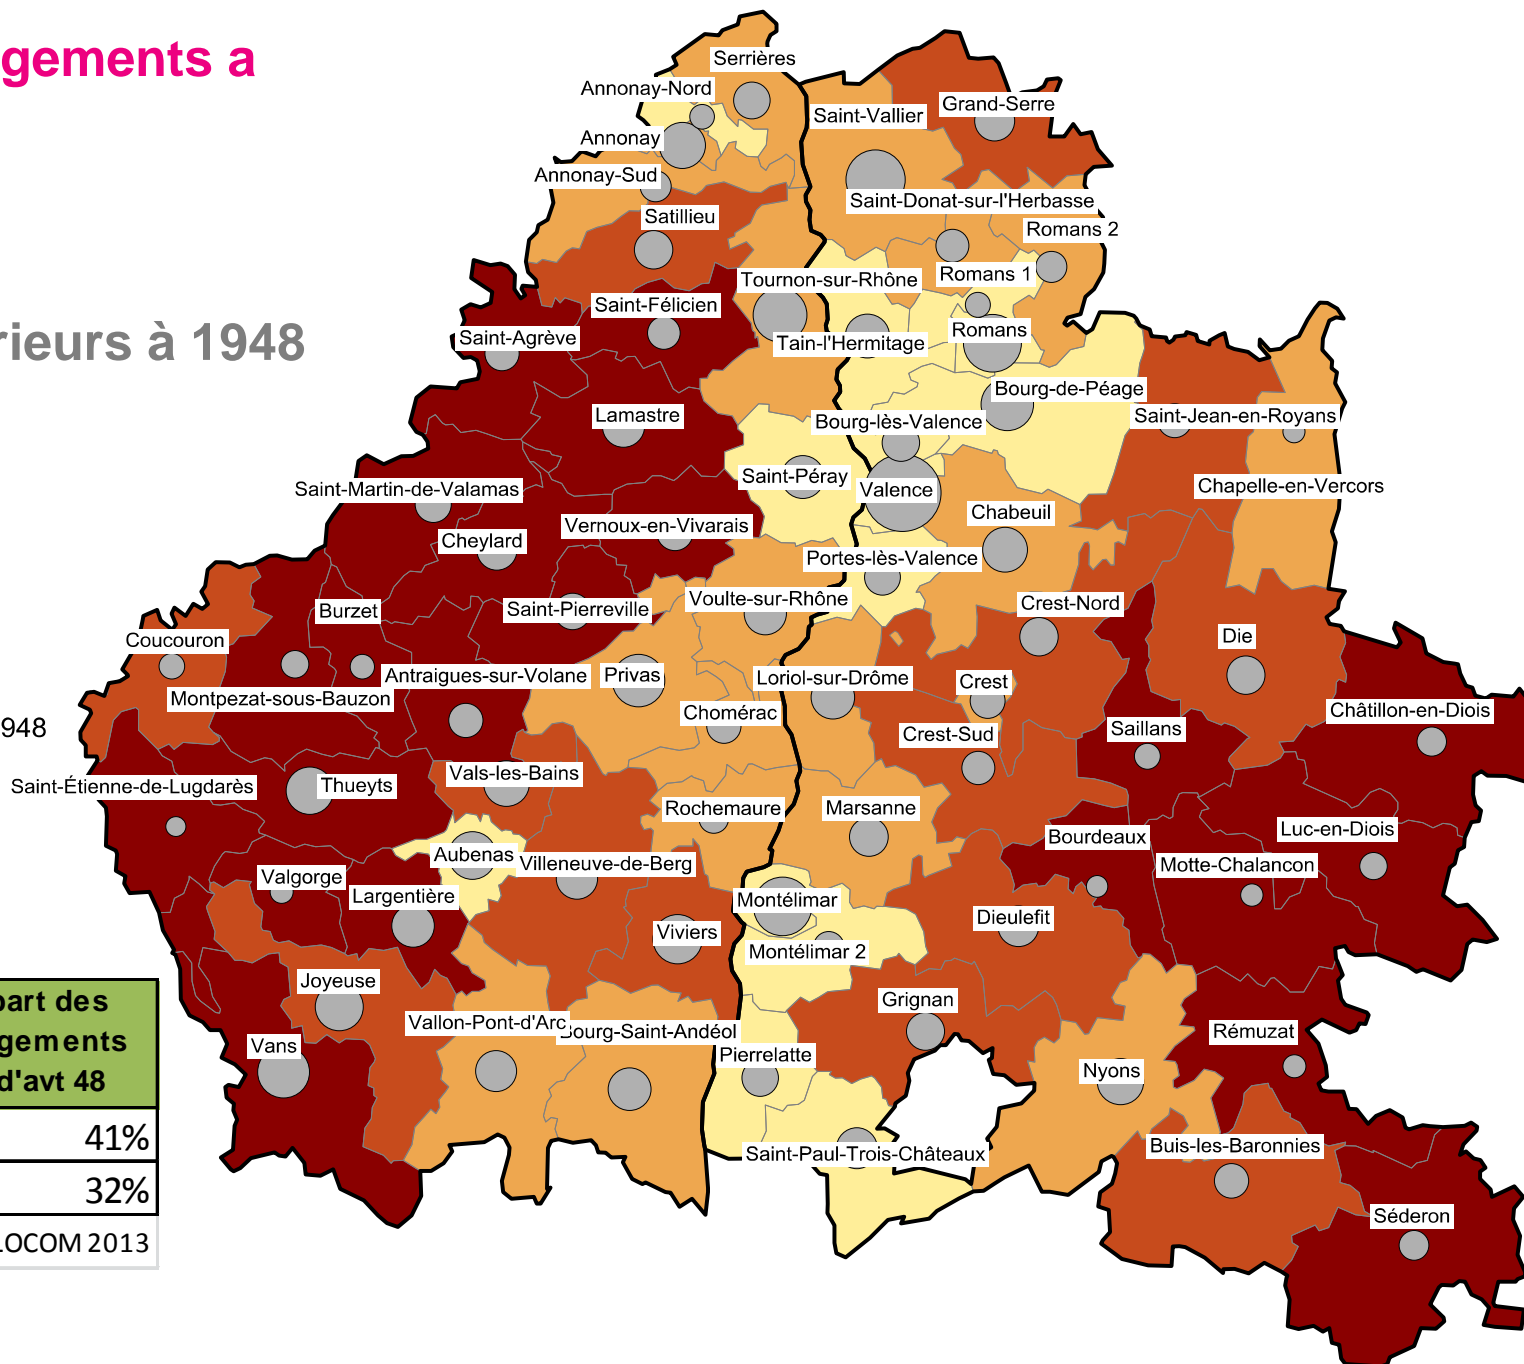 gements a
rieurs à 1948
948
part des
gements
d'avt 48
41%
32%
LOCOM 2013
Serrières
Annonay-Nord
Grand-Serre
Saint-Vallier
Annonay
Annonay-Sud
Saint-Donat-sur-l'Herbasse
Satillieu
Romans 2
Tournon-sur-Rhône
Romans 1
Saint-Félicien
Saint-Agrève
Romans
Tain-l'Hermitage
Bourg-de-Péage
Lamastre
Bourg-lès-Valence
Saint-Jean-en-Royans
Saint-Péray
Valence
Saint-Martin-de-Valamas
Chapelle-en-Vercors
Chabeuil
Vernoux-en-Vivarais
Cheylard
Portes-lès-Valence
Voulte-sur-Rhône
Crest-Nord
Burzet
Saint-Pierreville
Coucouron
Die
Antraigues-sur-Volane
Privas
Loriol-sur-Drôme
Crest
Montpezat-sous-Bauzon
Chomérac
Châtillon-en-Diois
Saillans
Crest-Sud
Vals-les-Bains
Saint-Étienne-de-Lugdarès
Thueyts
Rochemaure
Marsanne
Luc-en-Diois
Bourdeaux
Aubenas
Villeneuve-de-Berg
Motte-Chalancon
Valgorge
Largentière
Montélimar
Dieulefit
Viviers
Montélimar 2
Joyeuse
Grignan
Vallon-Pont-d'Arc
Bourg-Saint-Andéol
Rémuzat
Vans
Pierrelatte
Nyons
Buis-les-Baronnies
Saint-Paul-Trois-Châteaux
Séderon